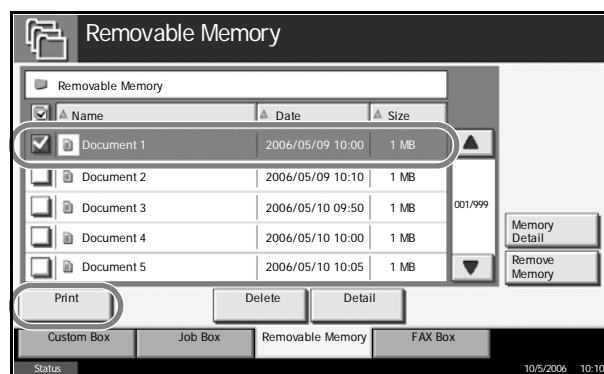 Removable Memory
Removable Memory
Name Date Size
Document 1 2006/05/09 10:00 1 MB
Document 2 2006/05/09 10:10 1 MB
Document 3 2006/05/10 09:50 1 MB
001/999
Document 4 2006/05/10 10:00 1 MB
Memory Detail
Document 5 2006/05/10 10:05 1 MB
Remove Memory
Print Delete Detail
Custom Box Job Box Removable Memory FAX Box
Status 10/5/2006 10:10